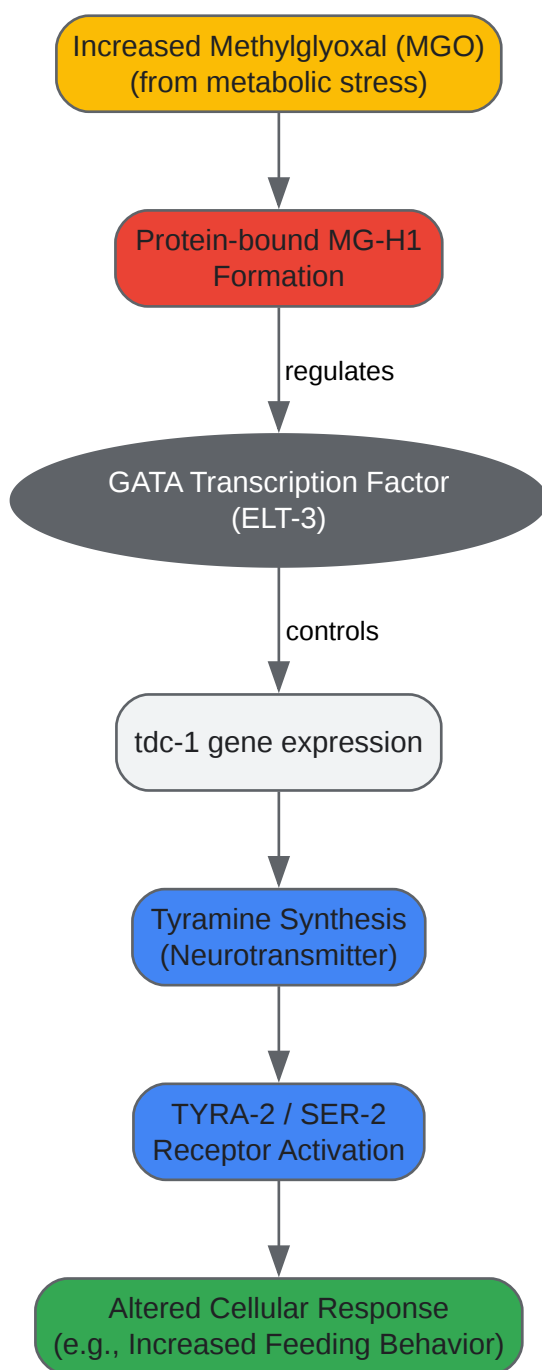 Increased Methylglyoxal (MGO)
(from metabolic stress)
Protein-bound MG-H1
Formation
regulates
GATA Transcription Factor
(ELT-3)
controls
tdc-1 gene expression
Tyramine Synthesis
(Neurotransmitter)
TYRA-2 / SER-2
Receptor Activation
Altered Cellular Response
(e.g., Increased Feeding Behavior)